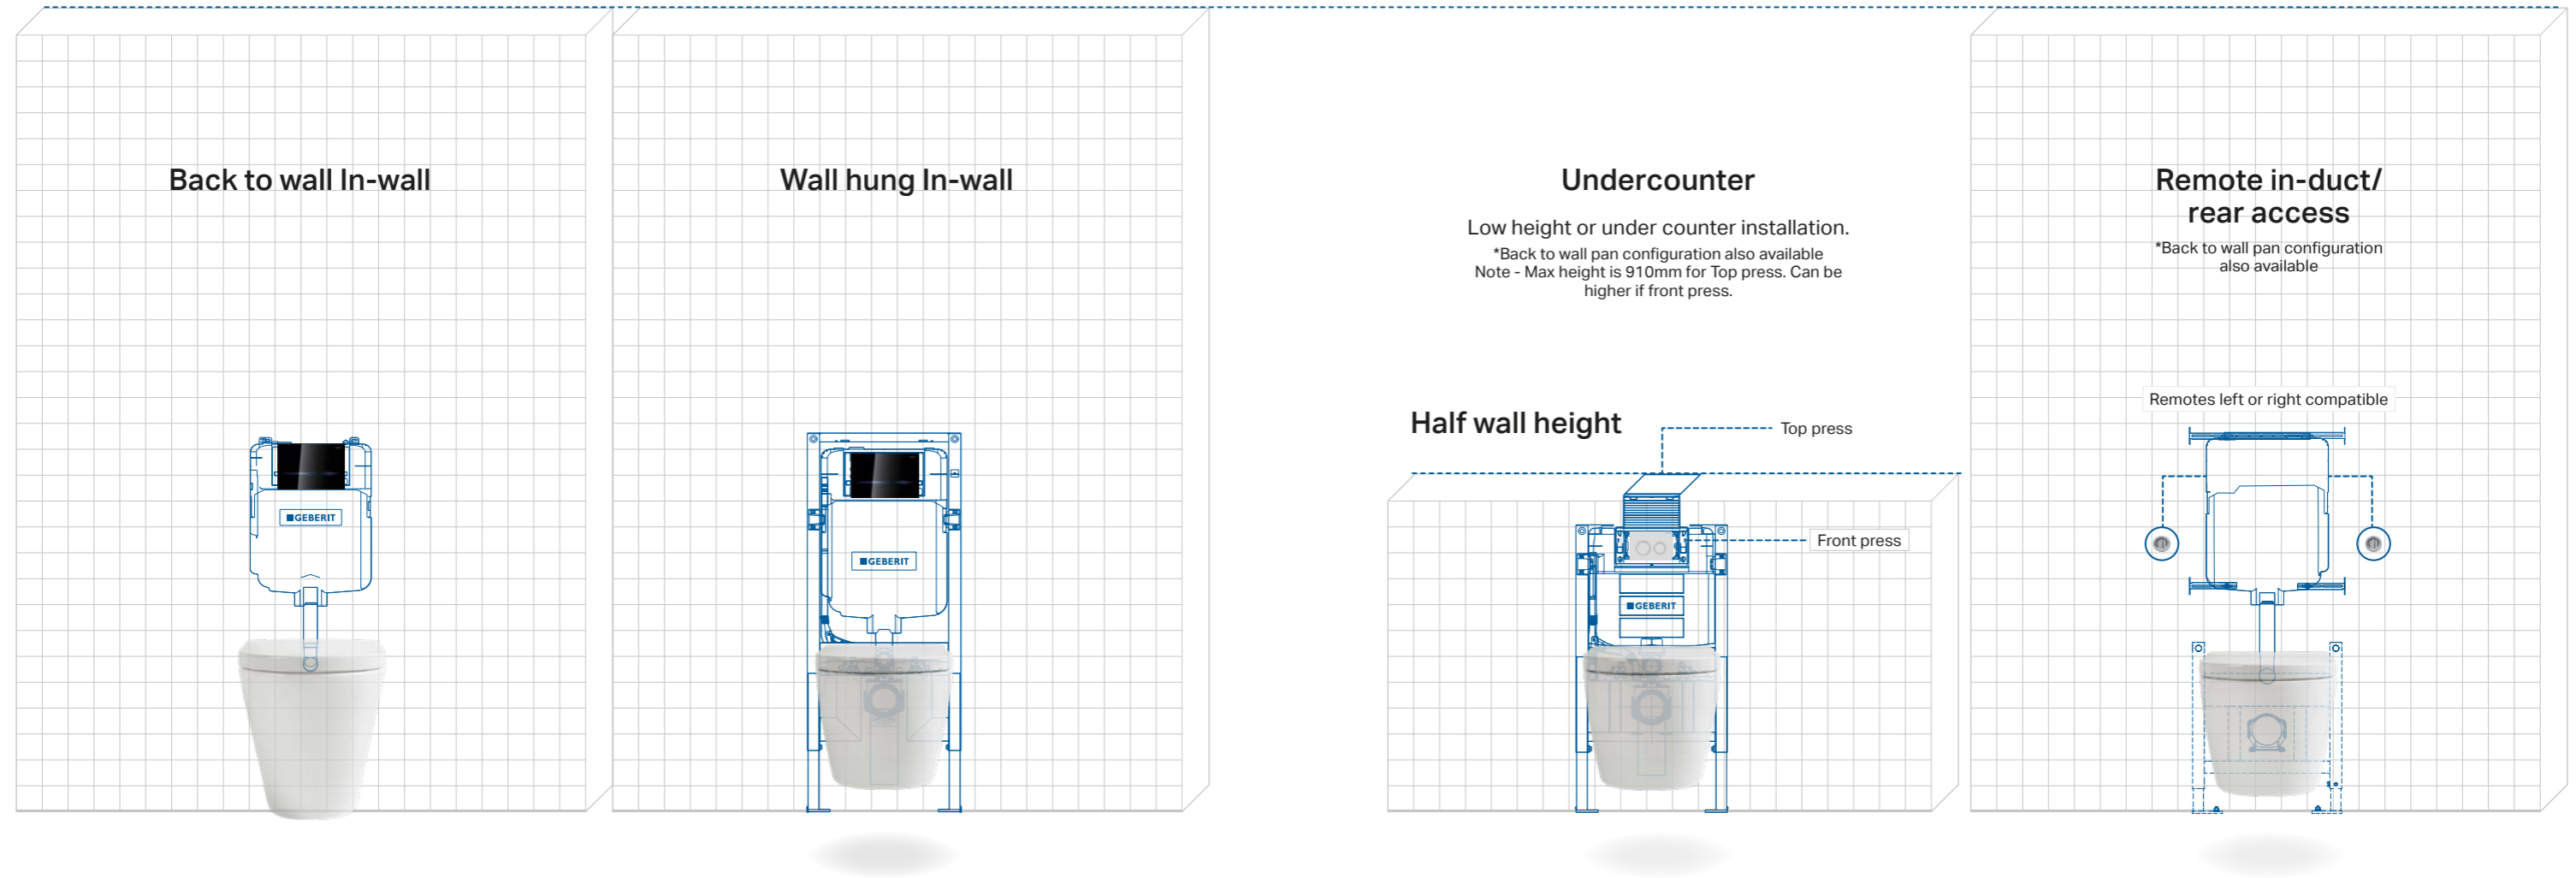 Back to wall In-wall
GEBERIT
Wall hung In-wall
GEBERIT
Undercounter
Low height or under counter installation.
*Back to wall pan configuration also available
Note - Max height is 910mm for Top press. Can be
higher if front press.
Half wall height
Top press
Front press
GEBERIT
Remote in-duct/
rear access
*Back to wall pan configuration
also available
Remotes left or right compatible